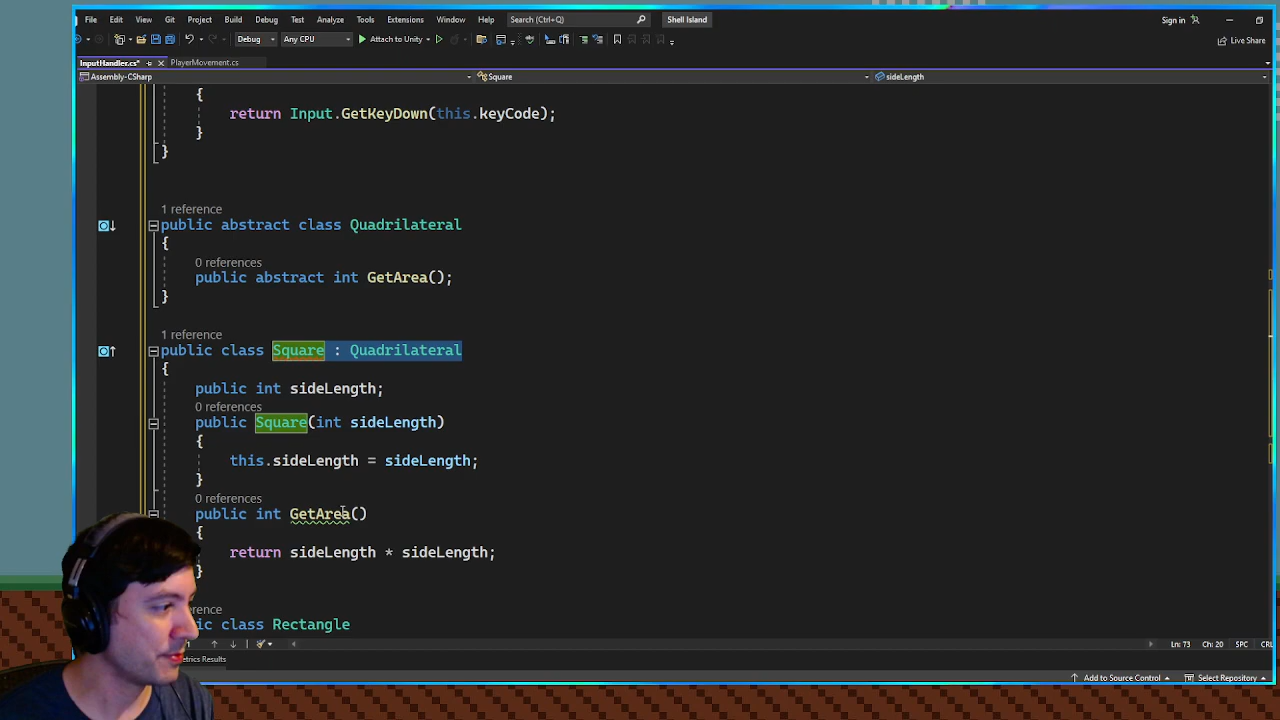 File Edit View Git Project Build Debug Test Analyze Tools Extensions Window Help Search (Ctrl+Q) Shell Island Sign in
Debug Any CPU Attach to Unity Live Share
InputHandler.cs* PlayerMovement.cs
Assembly-CSharp Square sideLength
{
return Input.GetKeyDown(this.keyCode);
}
}
1 reference
public abstract class Quadrilateral
{
0 references
public abstract int GetArea();
}
1 reference
public class Square : Quadrilateral
{
public int sideLength;
0 references
public Square(int sideLength)
{
this.sideLength = sideLength;
}
0 references
public int GetArea()
{
return sideLength * sideLength;
}
reference
ic class Rectangle
Ln: 73 Ch: 20 SPC CRL
etrics Results
Add to Source Control Select Repository